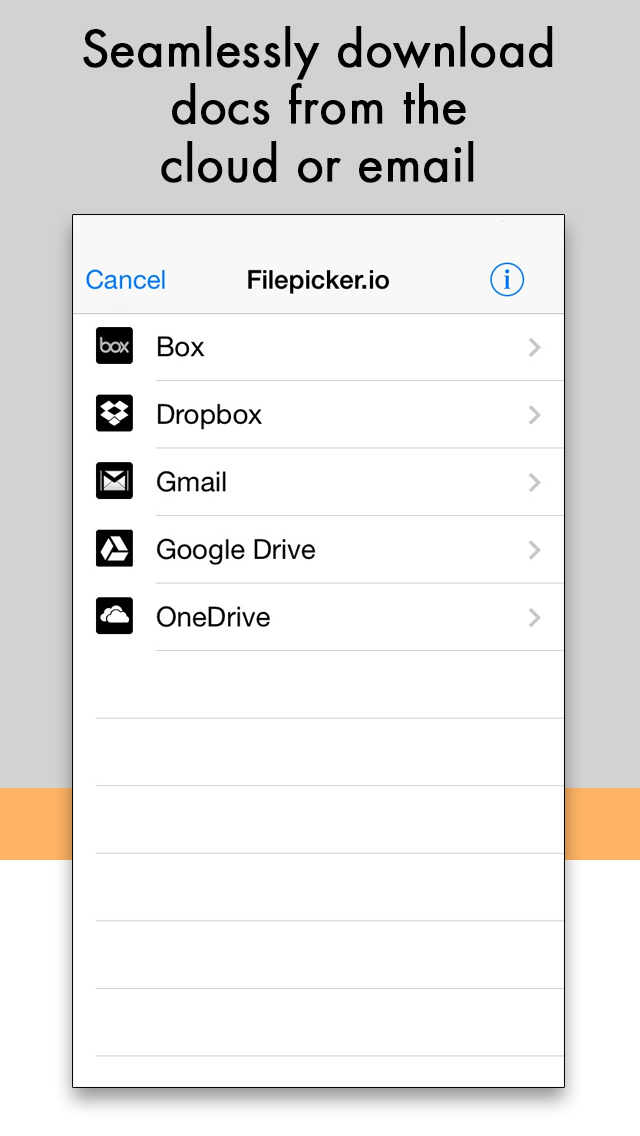 Seamlessly download
docs from the
cloud or email
Cancel Filepicker.io i
box Box
Dropbox
Gmail
Google Drive
OneDrive